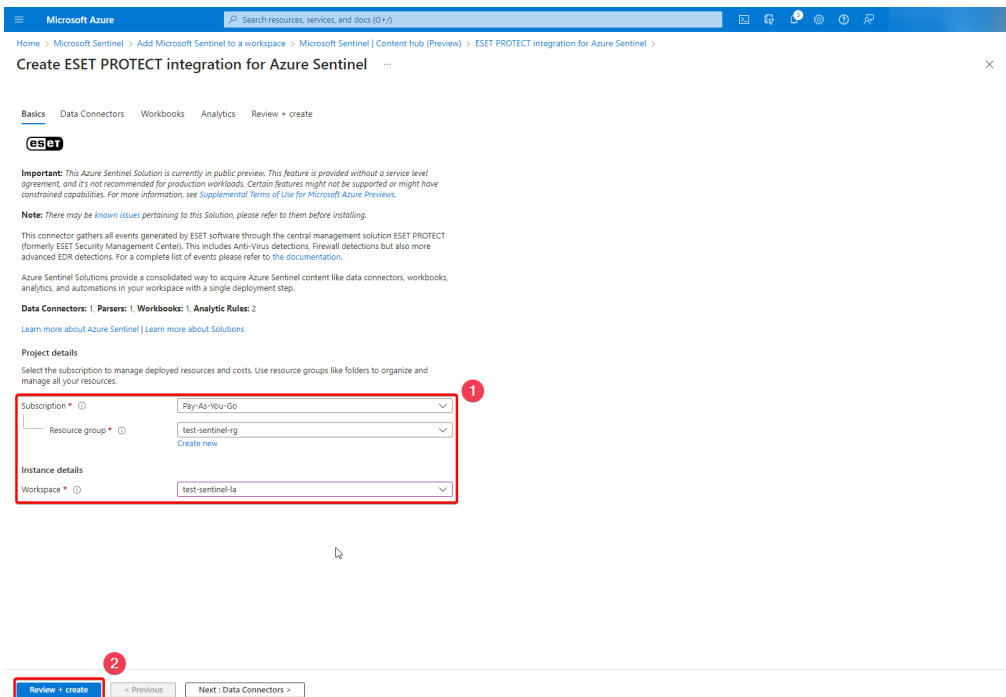 Microsoft Azure
Search resources, services, and docs (G+/)
Home > Microsoft Sentinel > Add Microsoft Sentinel to a workspace > Microsoft Sentinel | Content hub (Preview) > ESET PROTECT integration for Azure Sentinel >
Create ESET PROTECT integration for Azure Sentinel ...
Basics Data Connectors Workbooks Analytics Review + create
eset
Important: This Azure Sentinel Solution is currently in public preview. This feature is provided without a service level
agreement, and it's not recommended for production workloads. Certain features might not be supported or might have
constrained capabilities. For more information, see Supplemental Terms of Use for Microsoft Azure Previews.
Note: There may be known issues pertaining to this Solution, please refer to them before installing.
This connector gathers all events generated by ESET software through the central management solution ESET PROTECT
(formerly ESET Security Management Center). This includes Anti-Virus detections, Firewall detections but also more
advanced EDR detections. For a complete list of events please refer to the documentation.
Azure Sentinel Solutions provide a consolidated way to acquire Azure Sentinel content like data connectors, workbooks,
analytics, and automations in your workspace with a single deployment step.
Data Connectors: 1, Parsers: 1, Workbooks: 1, Analytic Rules: 2
Learn more about Azure Sentinel | Learn more about Solutions
Project details
Select the subscription to manage deployed resources and costs. Use resource groups like folders to organize and
manage all your resources.
1
Subscription * Pay-As-You-Go
Resource group * test-sentinel-rg
Create new
Instance details
Workspace * test-sentinel-la
2
Review + create < Previous Next : Data Connectors >